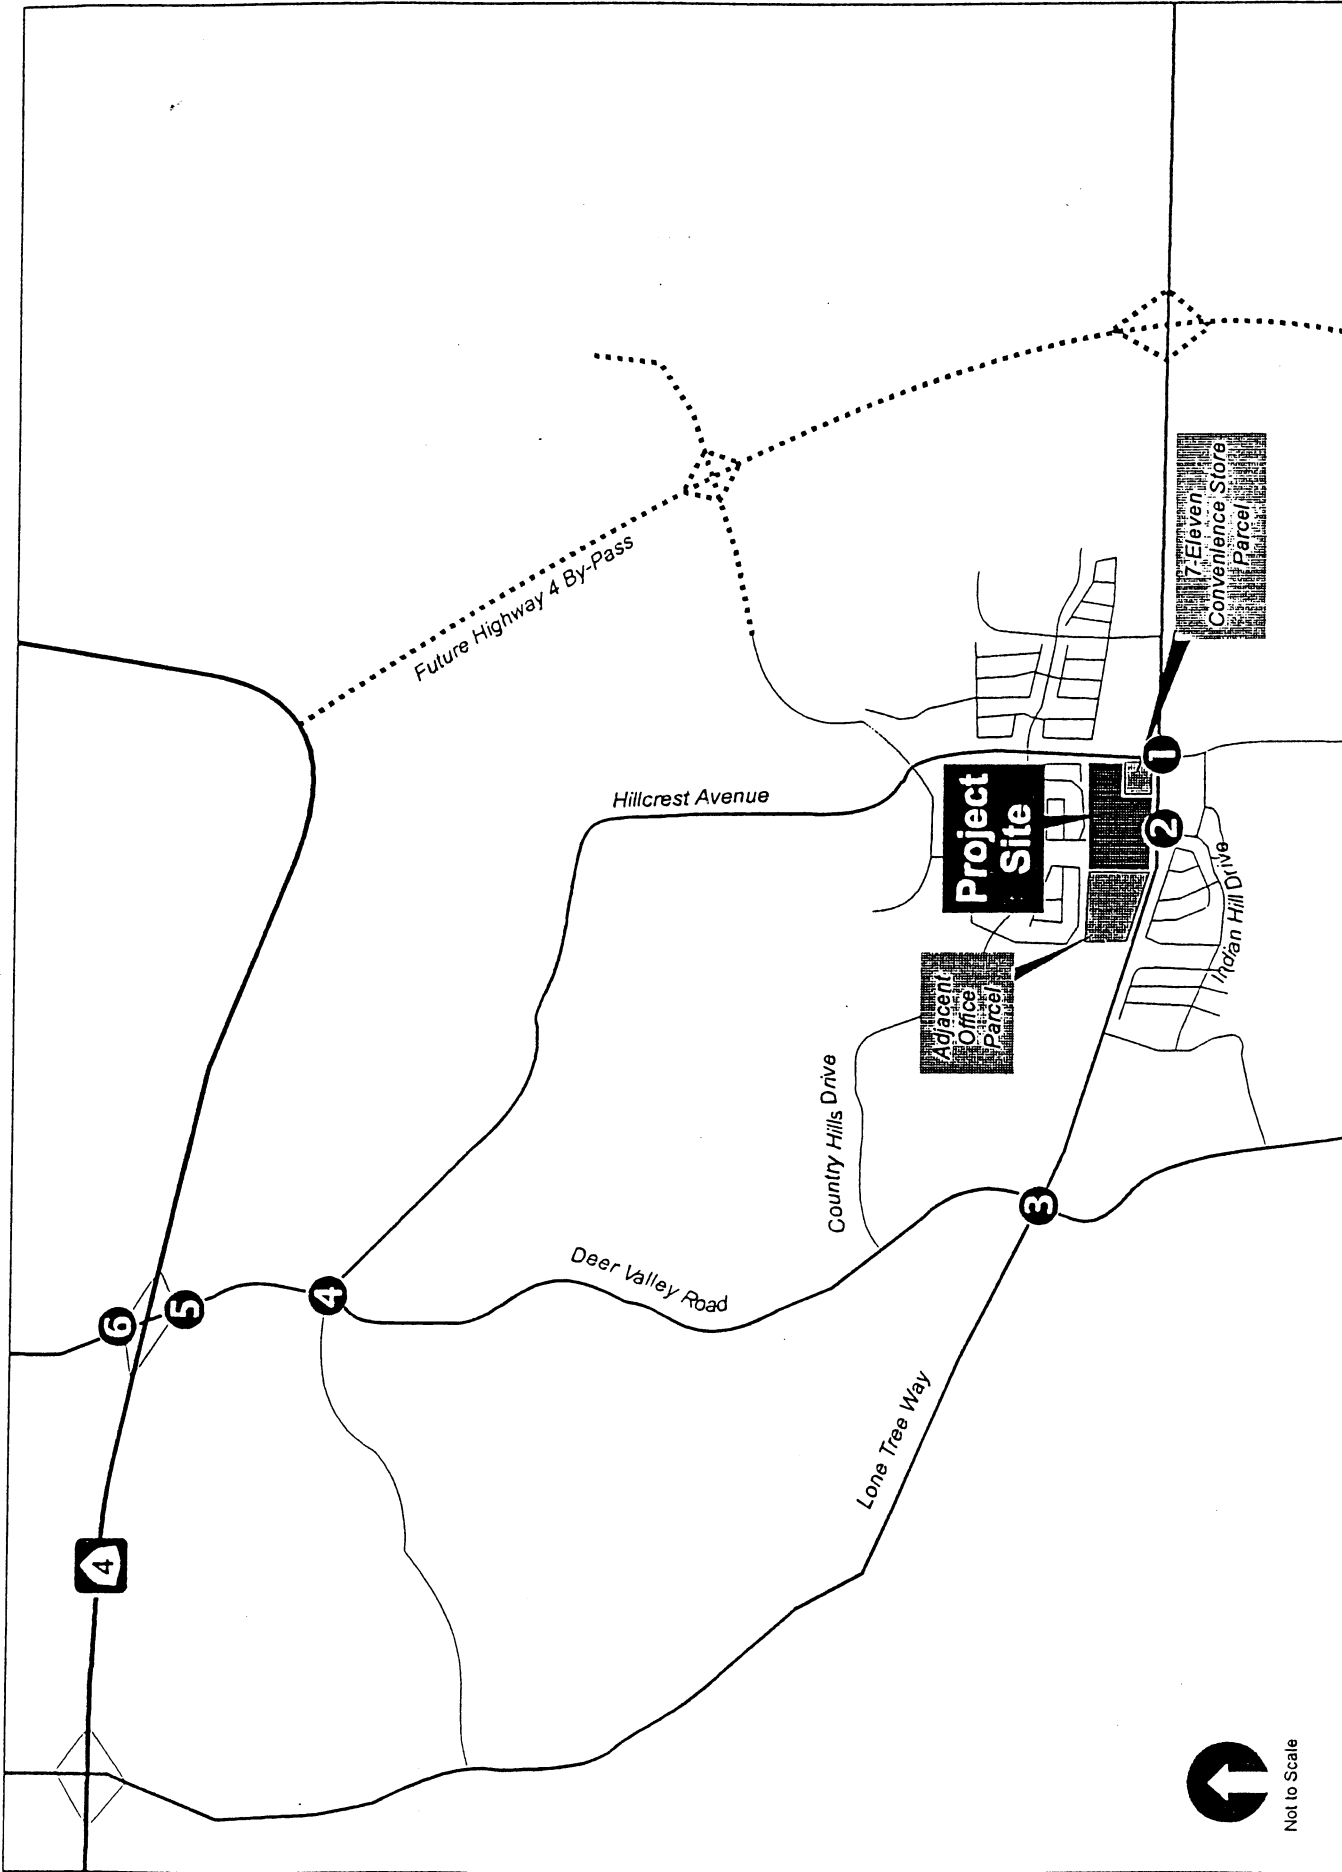 6
5
4
4
Future Highway 4 By-Pass
Hillcrest Avenue
Deer Valley Road
Country Hills Drive
Lone Tree Way
Project
Site
Adjacent
Office
Parcel
7-Eleven
Convenience Store
Parcel
1
2
3
Indian Hill Drive
Not to Scale